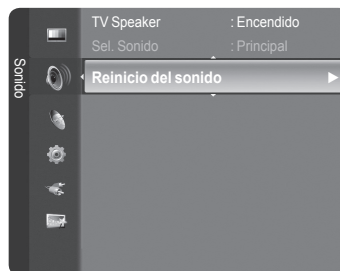 Sonido
TV Speaker : Encendido
Sel. Sonido : Principal
Reinicio del sonido